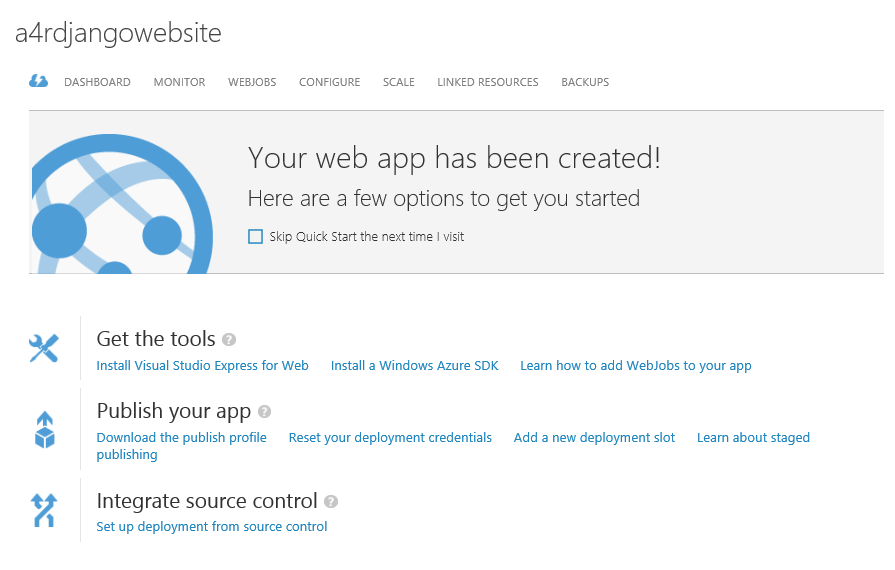 a4rdjangowebsite
DASHBOARD MONITOR WEBJOBS CONFIGURE SCALE LINKED RESOURCES BACKUPS
Your web app has been created!
Here are a few options to get you started
Skip Quick Start the next time I visit
Get the tools ?
Install Visual Studio Express for Web Install a Windows Azure SDK Learn how to add WebJobs to your app
Publish your app ?
Download the publish profile Reset your deployment credentials Add a new deployment slot Learn about staged
publishing
Integrate source control ?
Set up deployment from source control